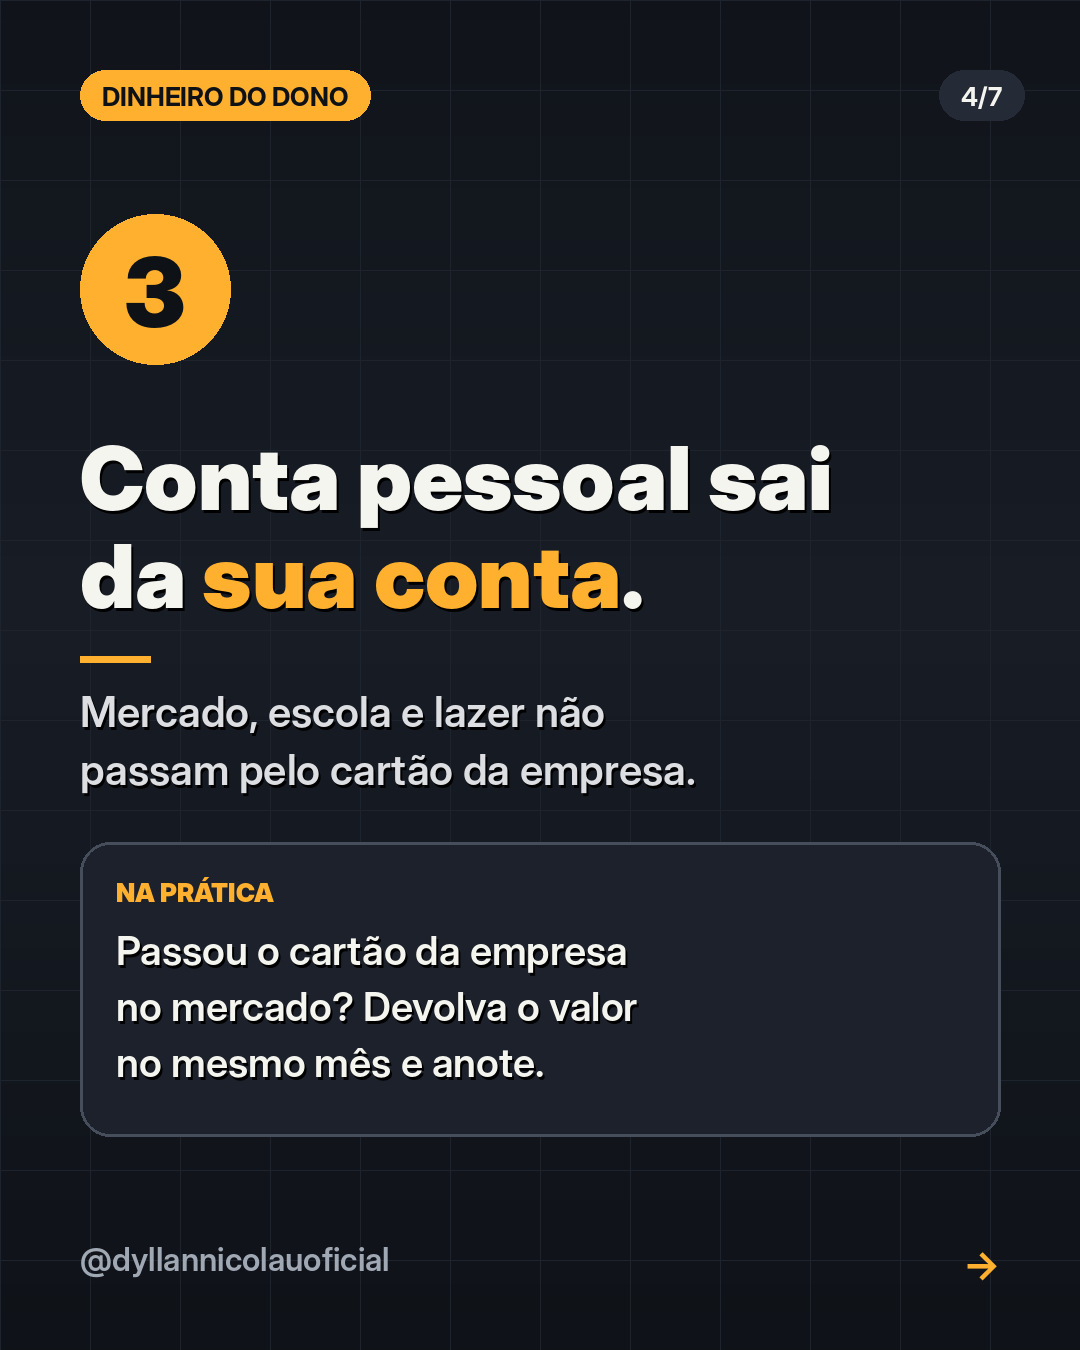 DINHEIRO DO DONO
4/7
3
Conta pessoal sai
da sua conta.
Mercado, escola e lazer não
passam pelo cartão da empresa.
NA PRÁTICA
Passou o cartão da empresa
no mercado? Devolva o valor
no mesmo mês e anote.
@dyllannicolauoficial
→